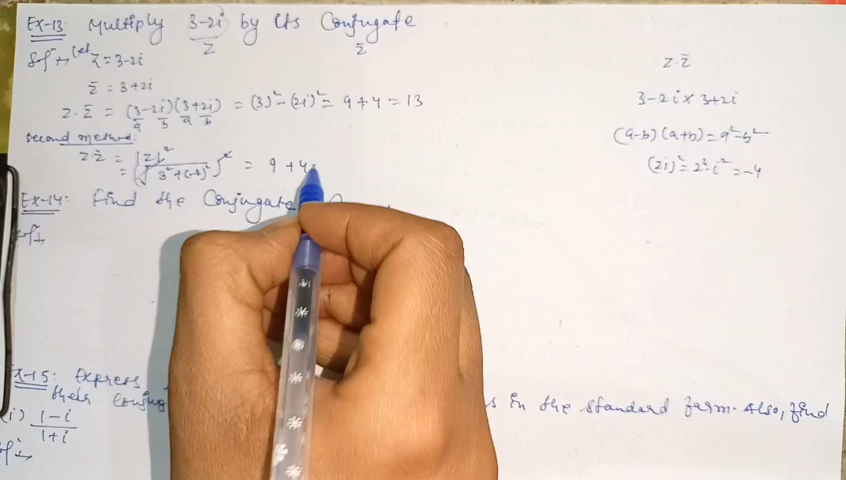 Ex-13 Multiply 3-2i by its Conjugate
z z̄
Solⁿ→ Let z = 3-2i
z̄ = 3+2i
z·z̄ = (3-2i)(3+2i) = (3)² - (2i)² = 9 + 4 = 13
a b a b
Second method:
z z̄ = |z|²
= (√3²+(-2)²)² = 9 + 4
Ex-14: Find the Conjugate
Solⁿ→
Ex-15: Express
their Conjug s in the standard form. Also, find
(i) 1-i
1+i
Solⁿ→
z·z̄
3-2i × 3+2i
(a-b)(a+b) = a²-b²
(2i)² = 2²·i² = -4